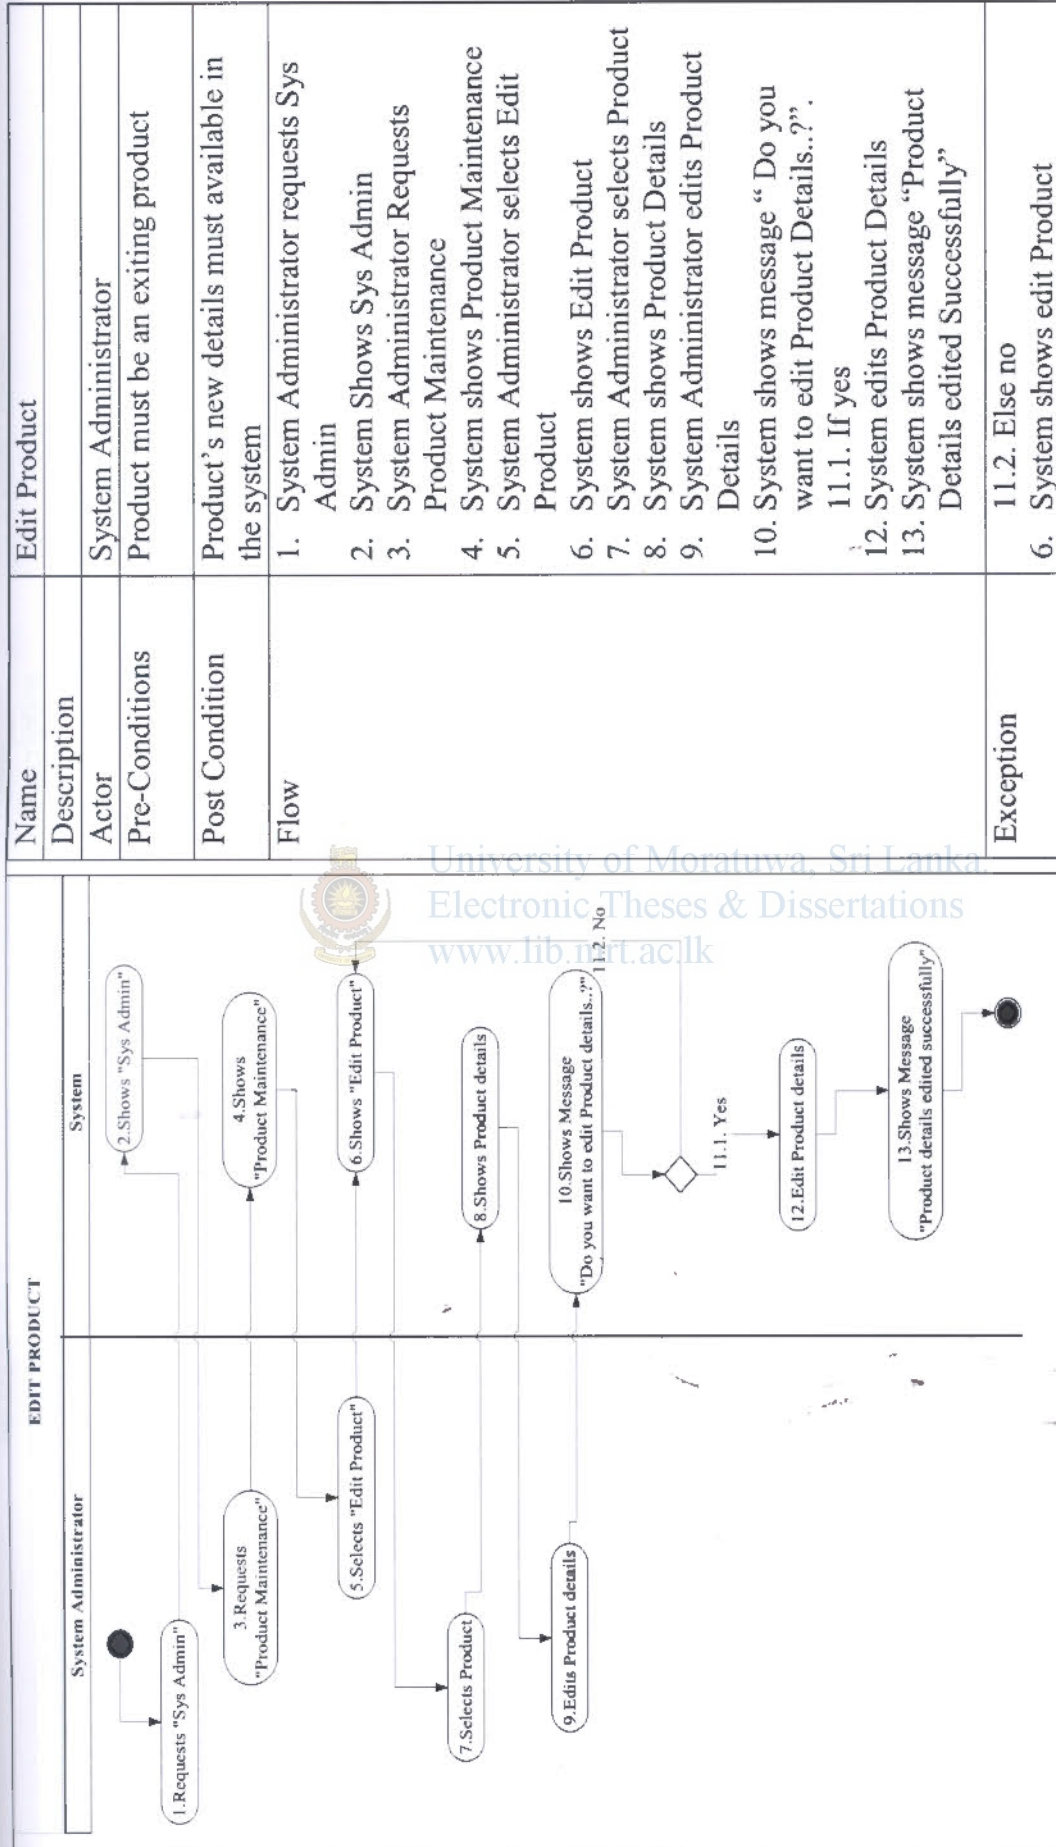 EDIT PRODUCT
System Administrator
System
1.Requests "Sys Admin"
2.Shows "Sys Admin"
3.Requests
"Product Maintenance"
4.Shows
"Product Maintenance"
5.Selects "Edit Product"
6.Shows "Edit Product"
7.Selects Product
8.Shows Product details
9.Edits Product details
10.Shows Message
"Do you want to edit Product details..?"
11.2. No
11.1. Yes
12.Edit Product details
13.Shows Message
"Product details edited successfully"
Name Edit Product
Description
Actor System Administrator
Pre-Conditions Product must be an exiting product
Post Condition Product's new details must available in
the system
Flow 1. System Administrator requests Sys
Admin
2. System Shows Sys Admin
3. System Administrator Requests
Product Maintenance
4. System shows Product Maintenance
5. System Administrator selects Edit
Product
6. System shows Edit Product
7. System Administrator selects Product
8. System shows Product Details
9. System Administrator edits Product
Details
10. System shows message “ Do you
want to edit Product Details..?”.
11.1. If yes
12. System edits Product Details
13. System shows message “Product
Details edited Successfully”
Exception 11.2. Else no
6. System shows edit Product
University of Moratuwa, Sri Lanka.
Electronic Theses & Dissertations
www.lib.mrt.ac.lk